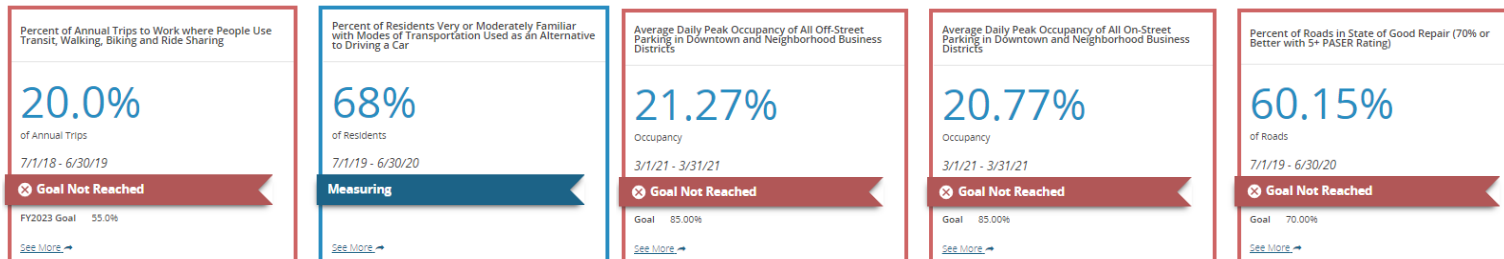 Percent of Annual Trips to Work where People Use
Transit, Walking, Biking and Ride Sharing
20.0%
of Annual Trips
7/1/18 - 6/30/19
Goal Not Reached
FY2023 Goal 55.0%
See More
Percent of Residents Very or Moderately Familiar
with Modes of Transportation Used as an Alternative
to Driving a Car
68%
of Residents
7/1/19 - 6/30/20
Measuring
See More
Average Daily Peak Occupancy of All Off-Street
Parking in Downtown and Neighborhood Business
Districts
21.27%
Occupancy
3/1/21 - 3/31/21
Goal Not Reached
Goal 85.00%
See More
Average Daily Peak Occupancy of All On-Street
Parking in Downtown and Neighborhood Business
Districts
20.77%
Occupancy
3/1/21 - 3/31/21
Goal Not Reached
Goal 85.00%
See More
Percent of Roads in State of Good Repair (70% or
Better with 5+ PASER Rating)
60.15%
of Roads
7/1/19 - 6/30/20
Goal Not Reached
Goal 70.00%
See More